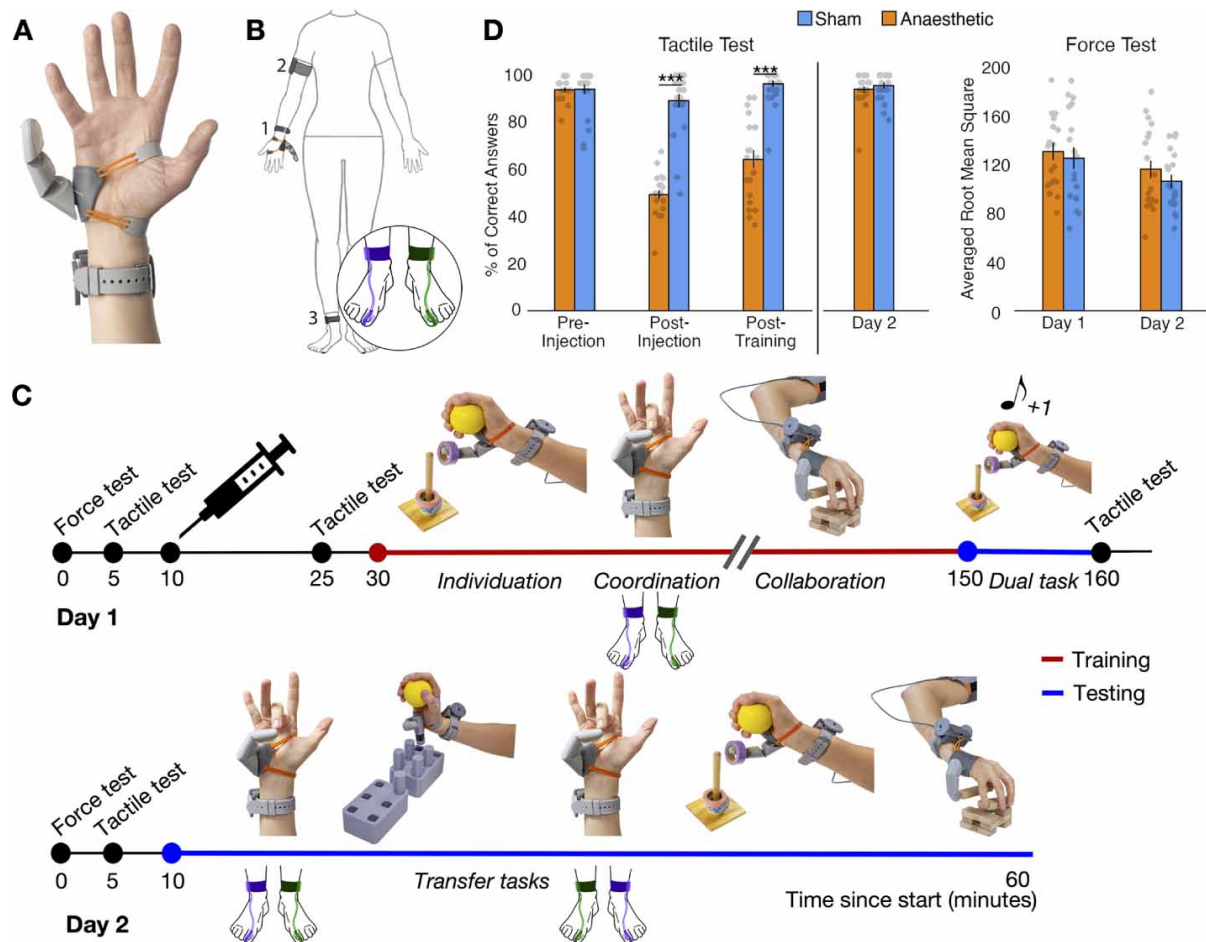 A
B
2
1
3
D
Sham
Anaesthetic
Tactile Test
% of Correct Answers
100
80
60
40
20
0
***
***
Pre-
Injection
Post-
Injection
Post-
Training
Day 2
Force Test
Averaged Root Mean Square
200
160
120
80
40
0
Day 1
Day 2
C
+1
Force test
Tactile test
Tactile test
Tactile test
0
5
10
25
30
Individuation
Coordination
Collaboration
150
Dual task
160
Day 1
Training
Testing
Force test
Tactile test
0
5
10
Transfer tasks
Time since start (minutes)
60
Day 2